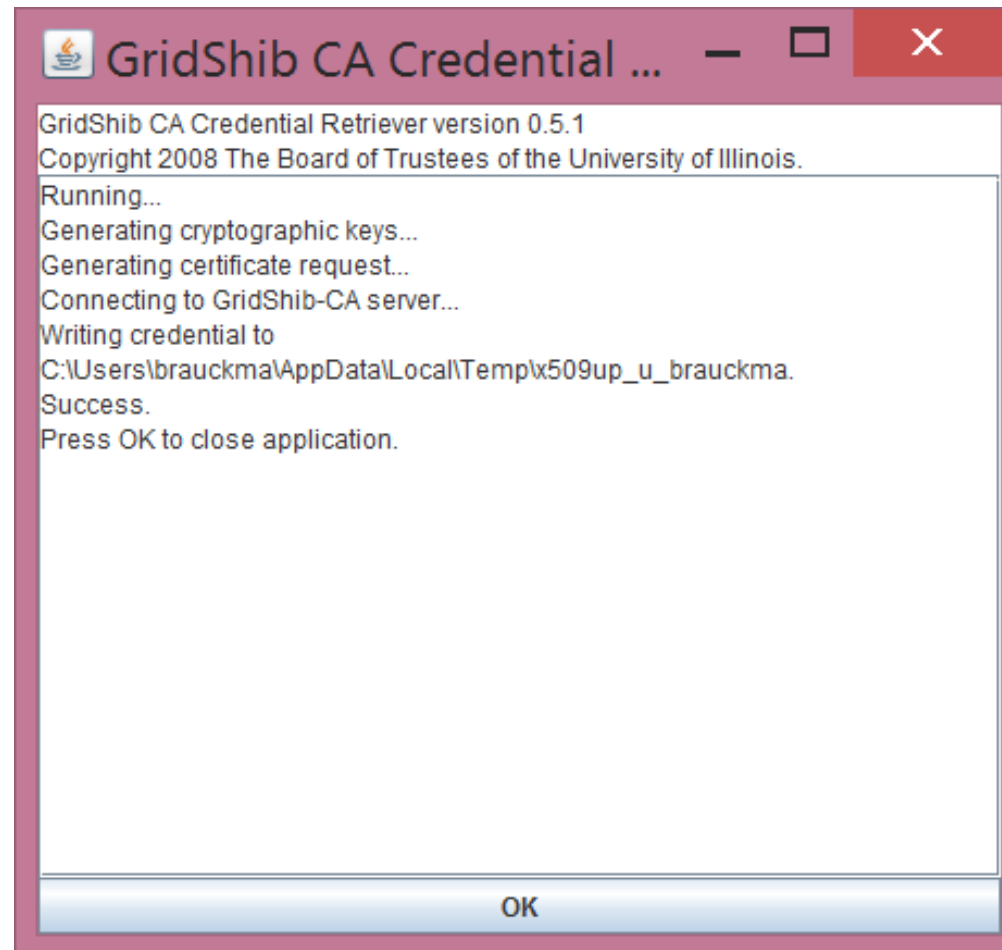 GridShib CA Credential ...
GridShib CA Credential Retriever version 0.5.1
Copyright 2008 The Board of Trustees of the University of Illinois.
Running...
Generating cryptographic keys...
Generating certificate request...
Connecting to GridShib-CA server...
Writing credential to
C:\Users\brauckma\AppData\Local\Temp\x509up_u_brauckma.
Success.
Press OK to close application.
OK